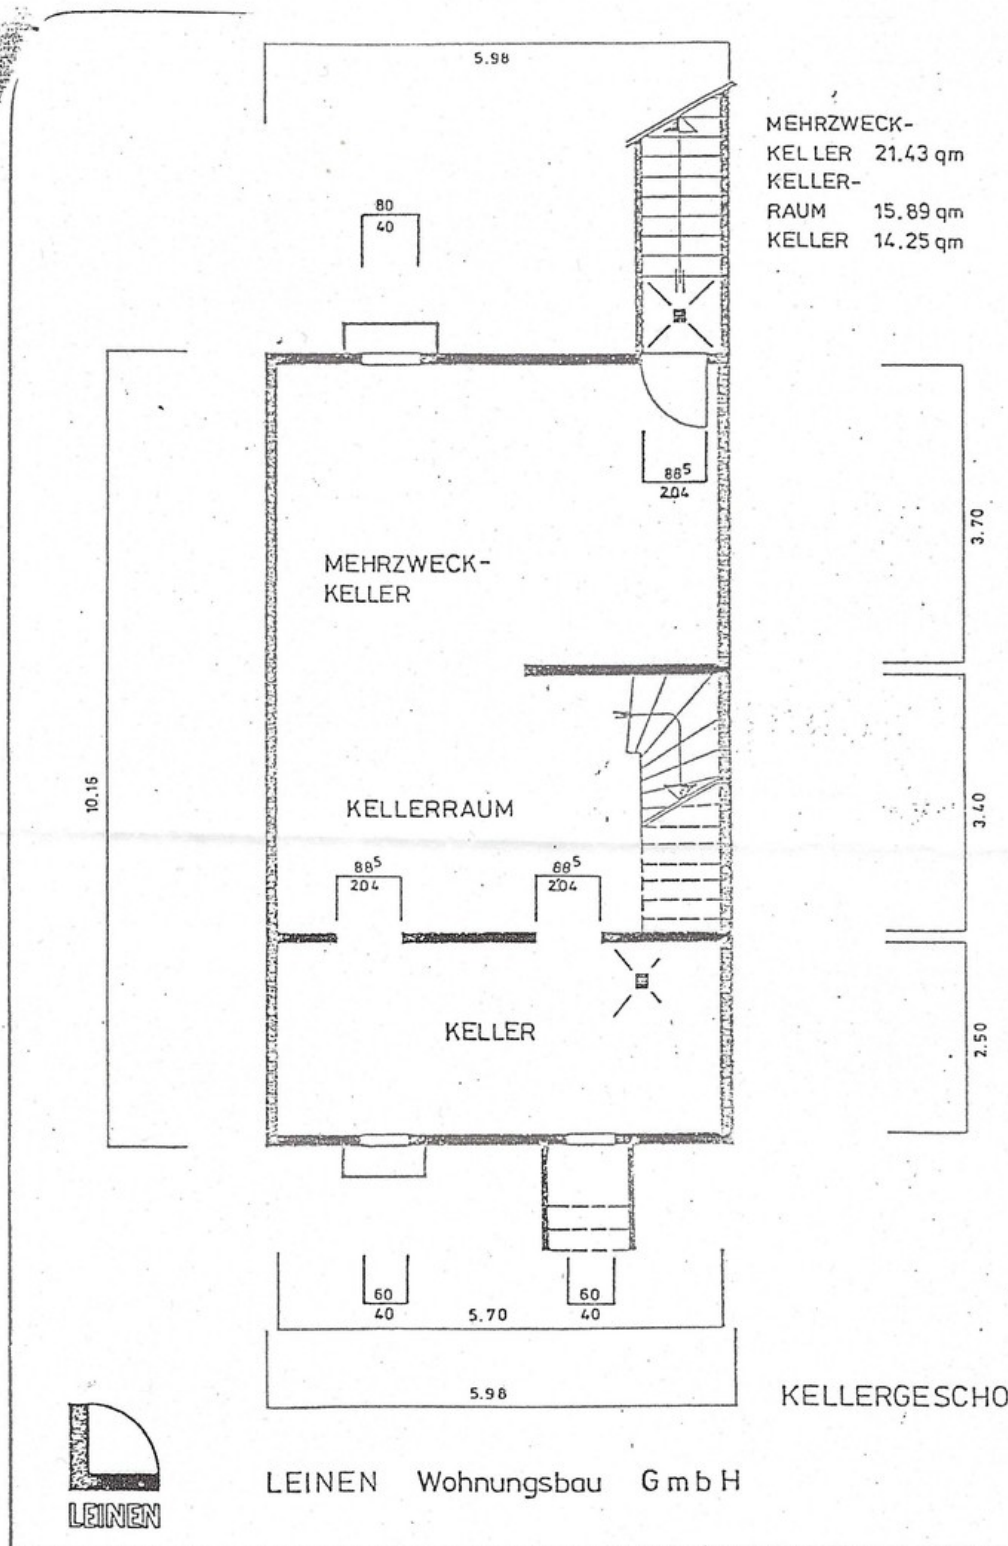 5.98
MEHRZWECK-
KELLER 21.43 qm
KELLER-
RAUM 15.89 qm
KELLER 14.25 qm
80
40
88⁵
204
MEHRZWECK-
KELLER
3.70
10.16
KELLERRAUM
3.40
88⁵
204
88⁵
204
KELLER
2.50
60
40
5.70
60
40
5.98
KELLERGESCHO
LEINEN Wohnungsbau GmbH
LEINEN